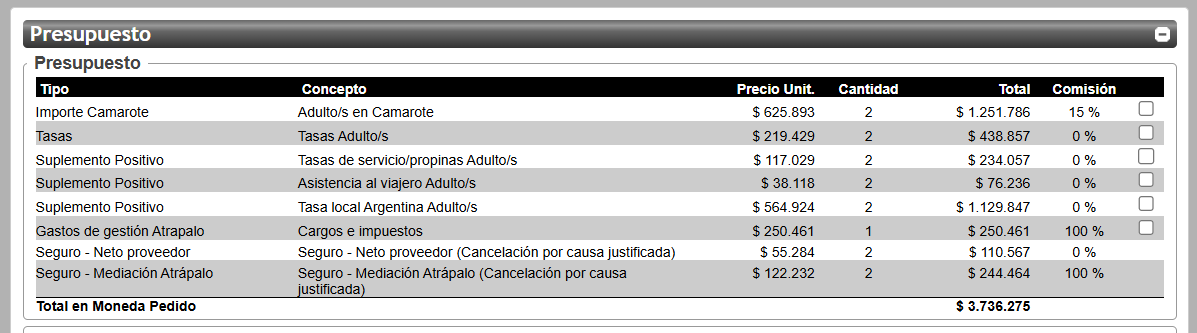 Presupuesto
Presupuesto
Tipo Concepto Precio Unit. Cantidad Total Comisión
Importe Camarote Adulto/s en Camarote $ 625.893 2 $ 1.251.786 15 %
Tasas Tasas Adulto/s $ 219.429 2 $ 438.857 0 %
Suplemento Positivo Tasas de servicio/propinas Adulto/s $ 117.029 2 $ 234.057 0 %
Suplemento Positivo Asistencia al viajero Adulto/s $ 38.118 2 $ 76.236 0 %
Suplemento Positivo Tasa local Argentina Adulto/s $ 564.924 2 $ 1.129.847 0 %
Gastos de gestión Atrapalo Cargos e impuestos $ 250.461 1 $ 250.461 100 %
Seguro - Neto proveedor Seguro - Neto proveedor (Cancelación por causa justificada) $ 55.284 2 $ 110.567 0 %
Seguro - Mediación Atrápalo Seguro - Mediación Atrápalo (Cancelación por causa $ 122.232 2 $ 244.464 100 %
justificada)
Total en Moneda Pedido $ 3.736.275